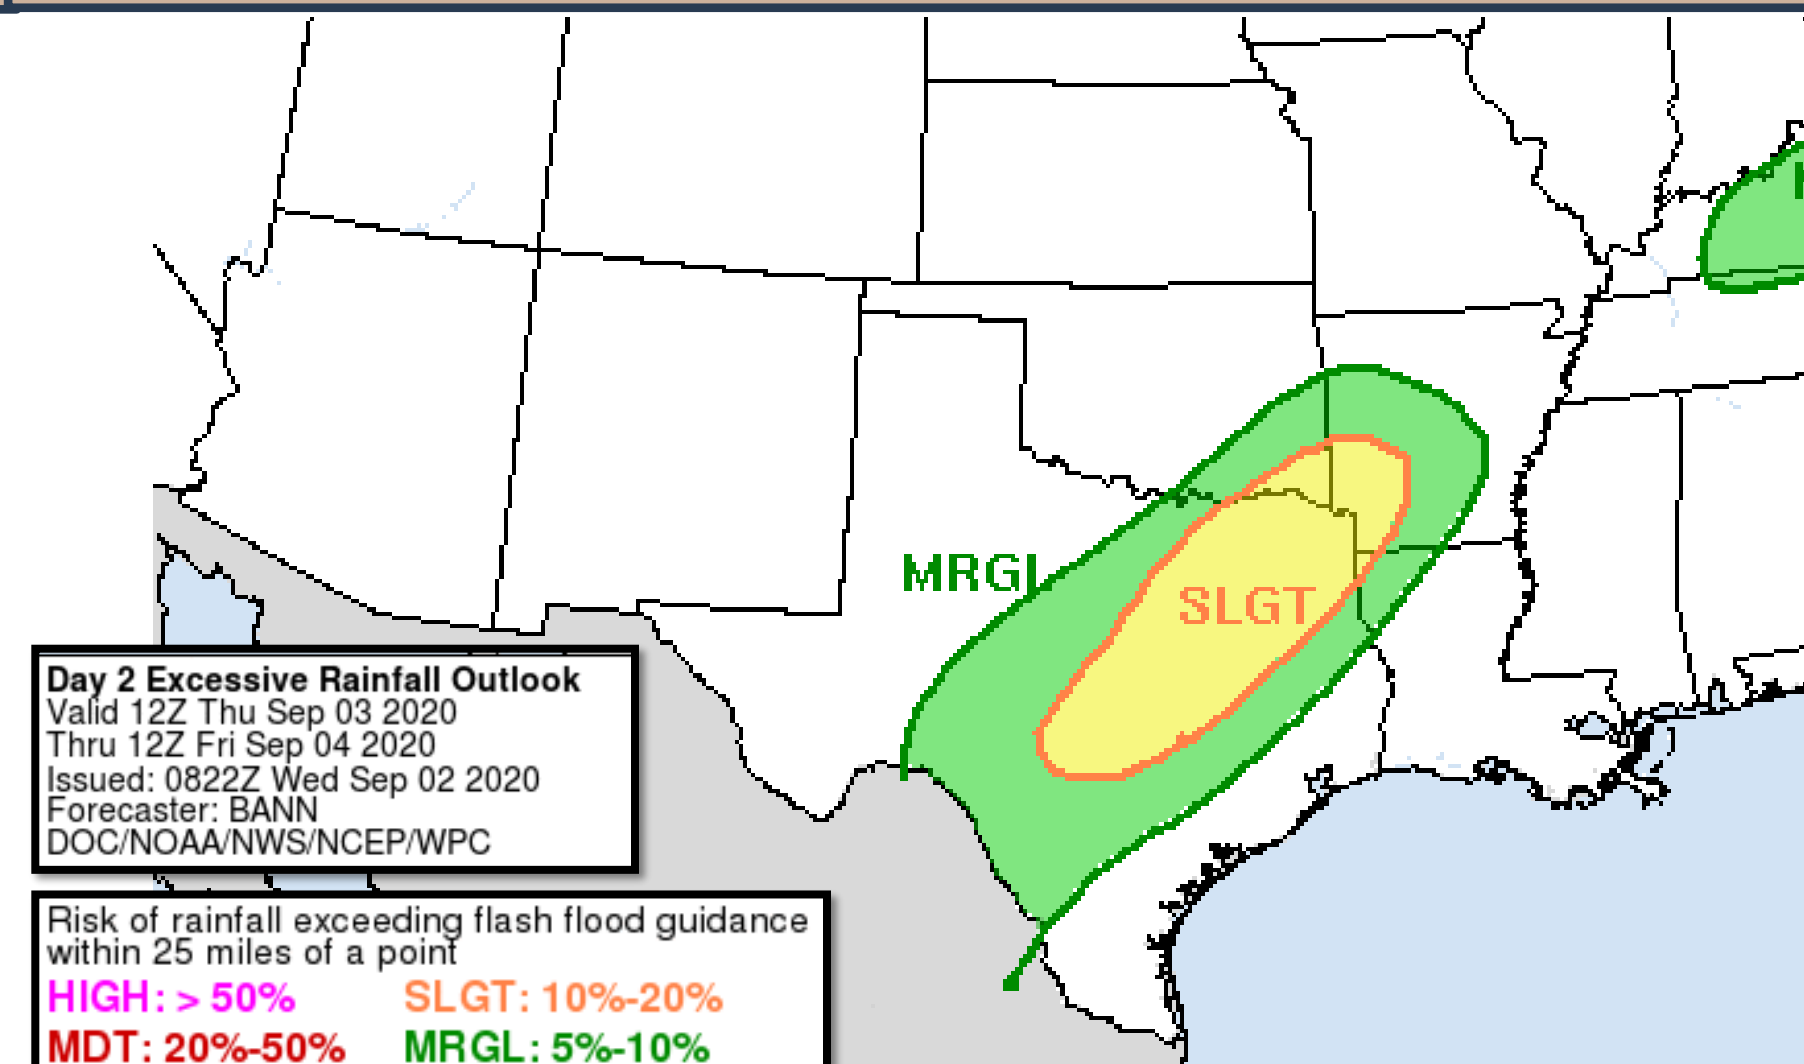 MRGL
SLGT
Day 2 Excessive Rainfall Outlook
Valid 12Z Thu Sep 03 2020
Thru 12Z Fri Sep 04 2020
Issued: 0822Z Wed Sep 02 2020
Forecaster: BANN
DOC/NOAA/NWS/NCEP/WPC
Risk of rainfall exceeding flash flood guidance
within 25 miles of a point
HIGH: > 50% SLGT: 10%-20%
MDT: 20%-50% MRGL: 5%-10%